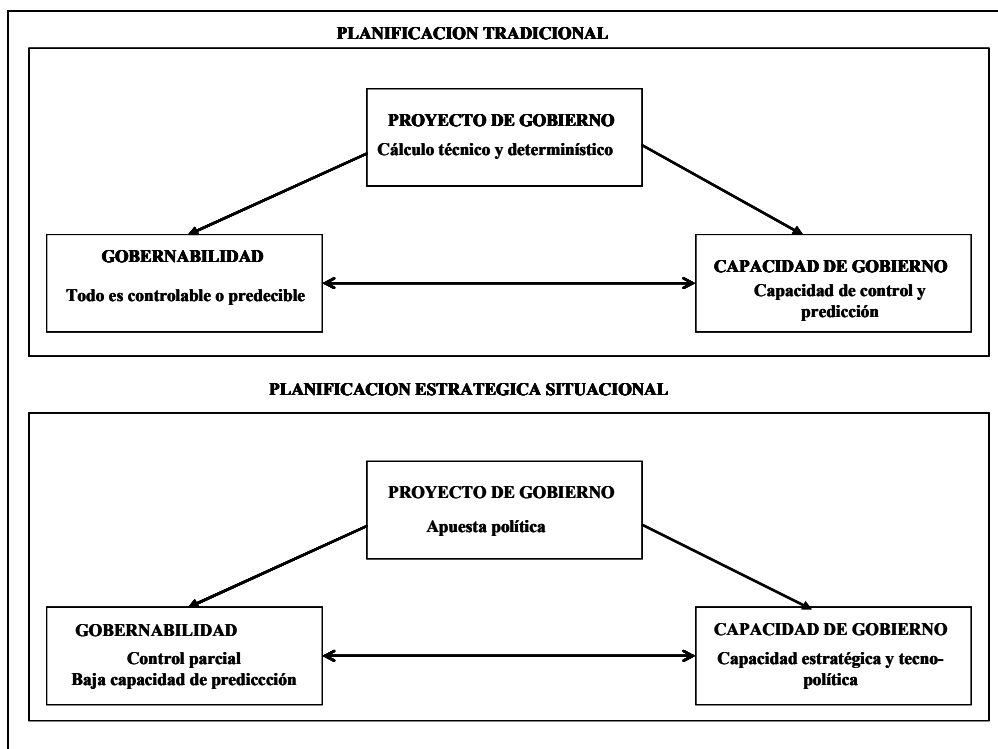 PLANIFICACION TRADICIONAL
PROYECTO DE GOBIERNO
Cálculo técnico y determinístico
GOBERNABILIDAD
Todo es controlable o predecible
CAPACIDAD DE GOBIERNO
Capacidad de control y
predicción
PLANIFICACION ESTRATEGICA SITUACIONAL
PROYECTO DE GOBIERNO
Apuesta política
GOBERNABILIDAD
Control parcial
Baja capacidad de prediccción
CAPACIDAD DE GOBIERNO
Capacidad estratégica y tecno-
política